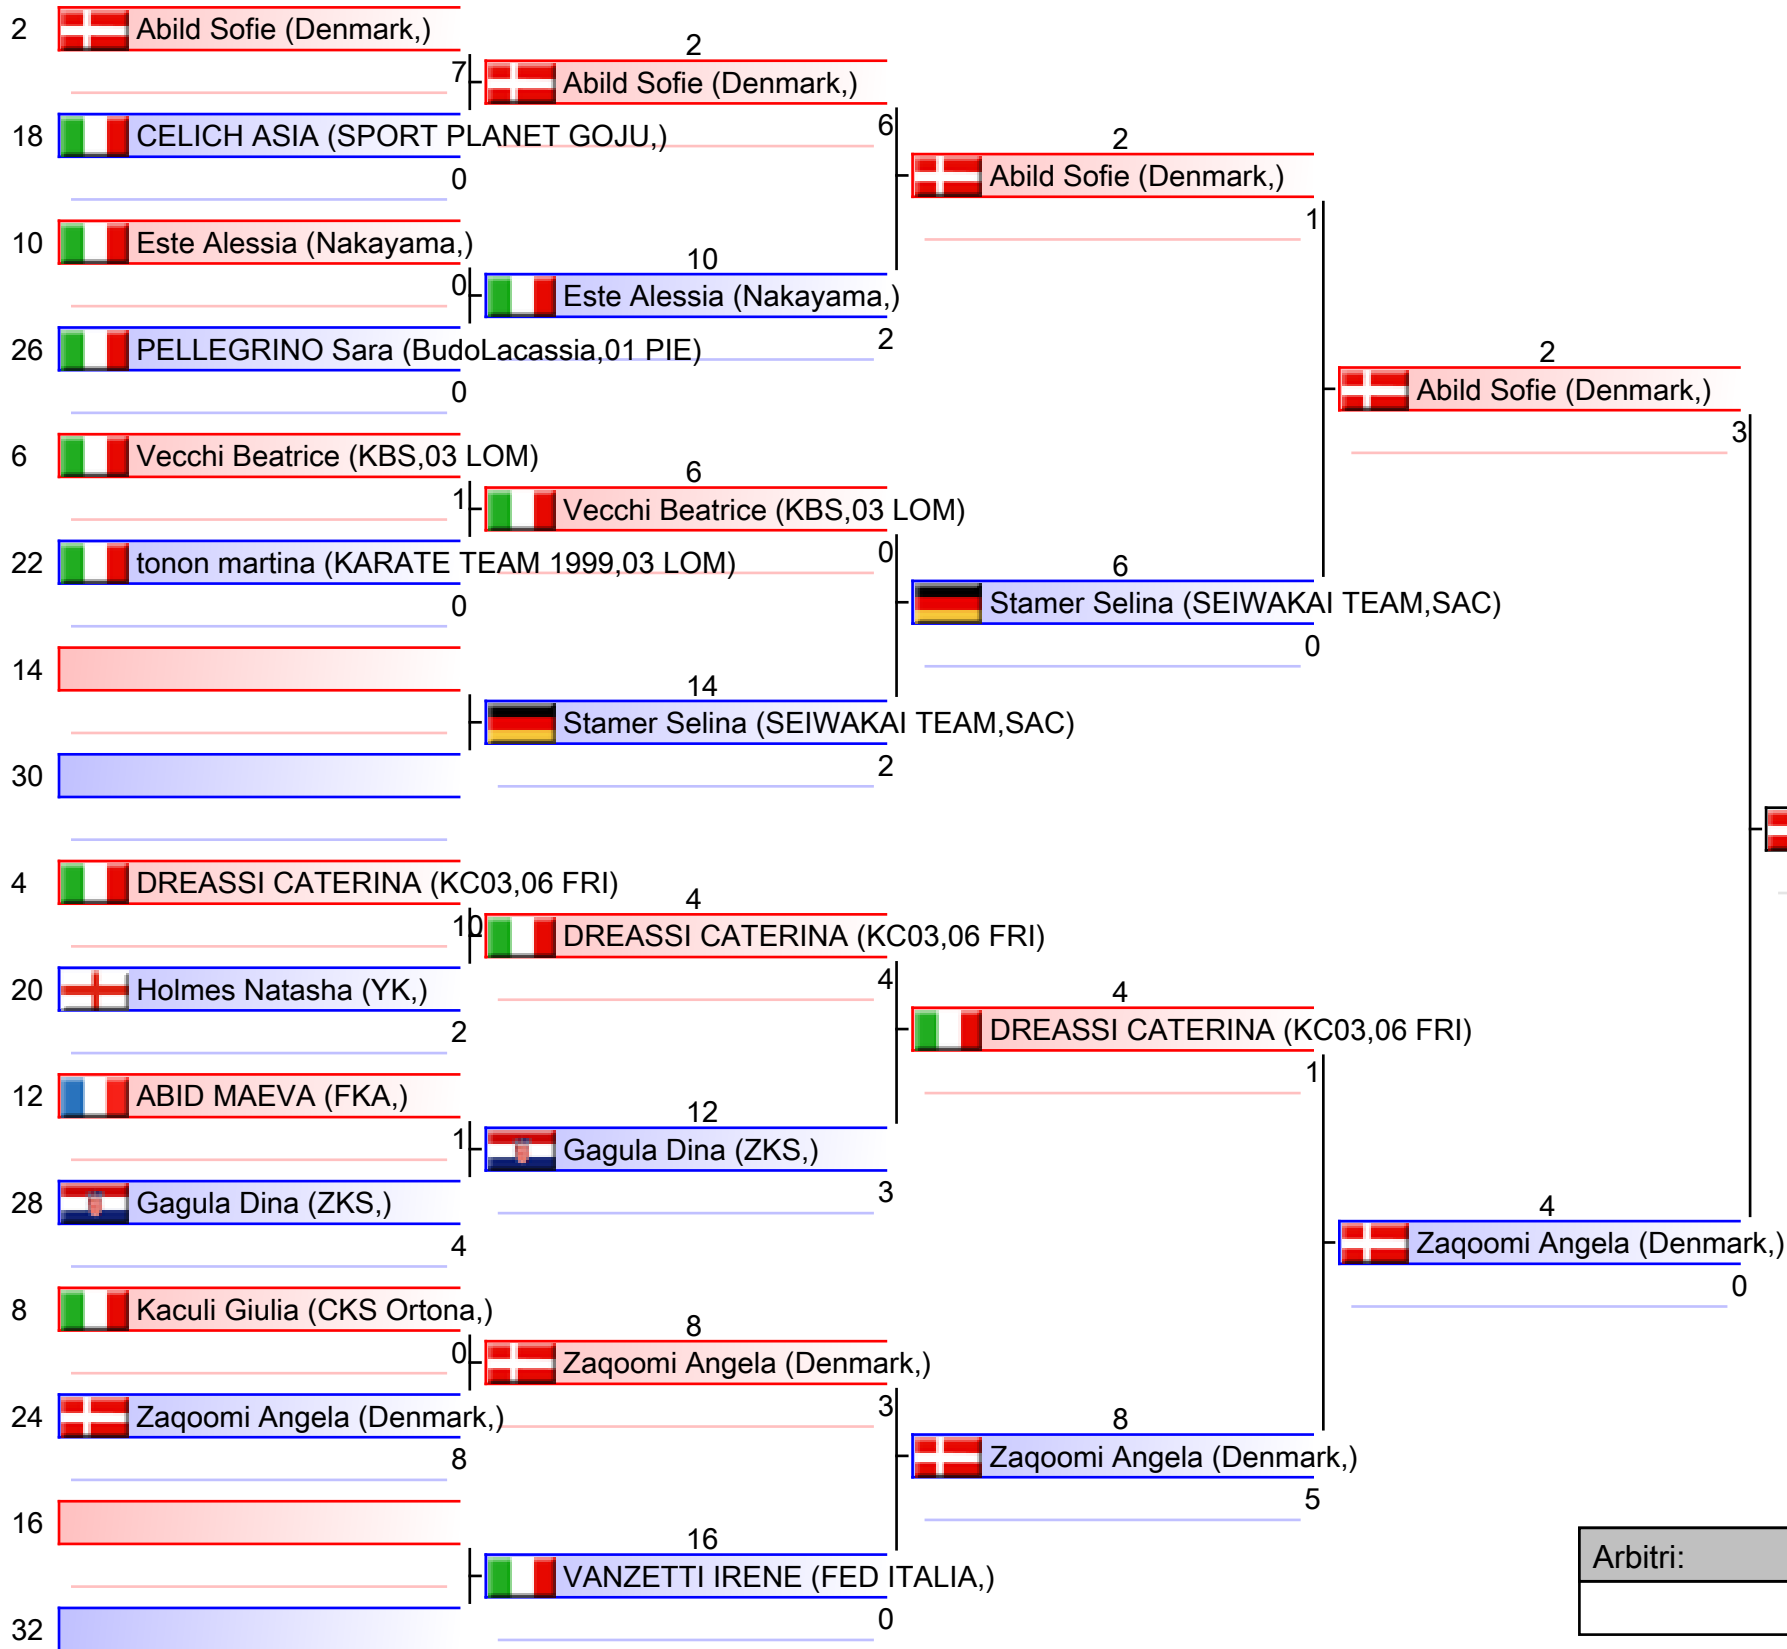 2 Abild Sofie (Denmark,)
7
18 CELICH ASIA (SPORT PLANET GOJU,)
0
10 Este Alessia (Nakayama,)
0
26 PELLEGRINO Sara (BudoLacassia,01 PIE)
0
6 Vecchi Beatrice (KBS,03 LOM)
1
22 tonon martina (KARATE TEAM 1999,03 LOM)
0
14
30
4 DREASSI CATERINA (KC03,06 FRI)
10
20 Holmes Natasha (YK,)
2
12 ABID MAEVA (FKA,)
1
28 Gagula Dina (ZKS,)
4
8 Kaculi Giulia (CKS Ortona,)
0
24 Zaqoomi Angela (Denmark,)
8
16
32
2
Abild Sofie (Denmark,)
6
10
Este Alessia (Nakayama,)
2
6
Vecchi Beatrice (KBS,03 LOM)
0
14
Stamer Selina (SEIWAKAI TEAM,SAC)
2
4
DREASSI CATERINA (KC03,06 FRI)
4
12
Gagula Dina (ZKS,)
3
8
Zaqoomi Angela (Denmark,)
3
16
VANZETTI IRENE (FED ITALIA,)
0
2
Abild Sofie (Denmark,)
1
6
Stamer Selina (SEIWAKAI TEAM,SAC)
0
4
DREASSI CATERINA (KC03,06 FRI)
1
8
Zaqoomi Angela (Denmark,)
5
2
Abild Sofie (Denmark,)
3
4
Zaqoomi Angela (Denmark,)
0
Arbitri: